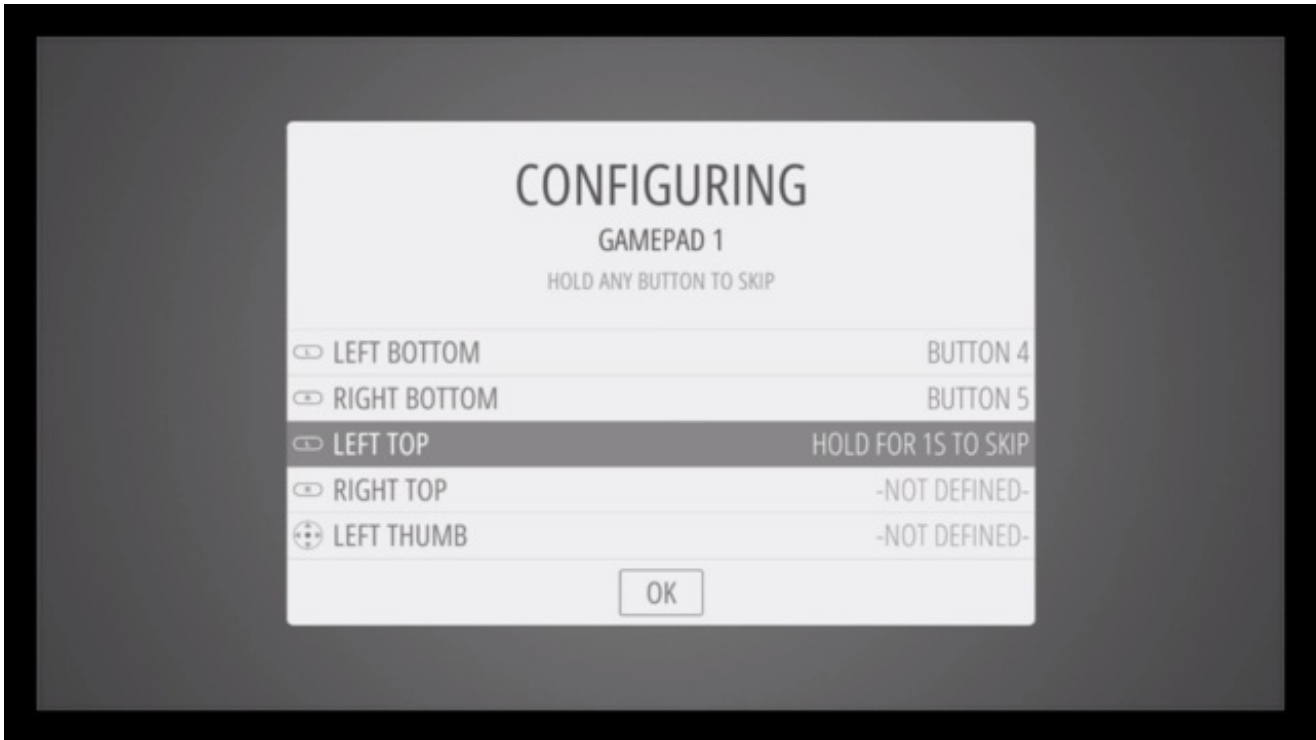 CONFIGURING
GAMEPAD 1
HOLD ANY BUTTON TO SKIP
LEFT BOTTOM BUTTON 4
RIGHT BOTTOM BUTTON 5
LEFT TOP HOLD FOR 1S TO SKIP
RIGHT TOP -NOT DEFINED-
LEFT THUMB -NOT DEFINED-
OK